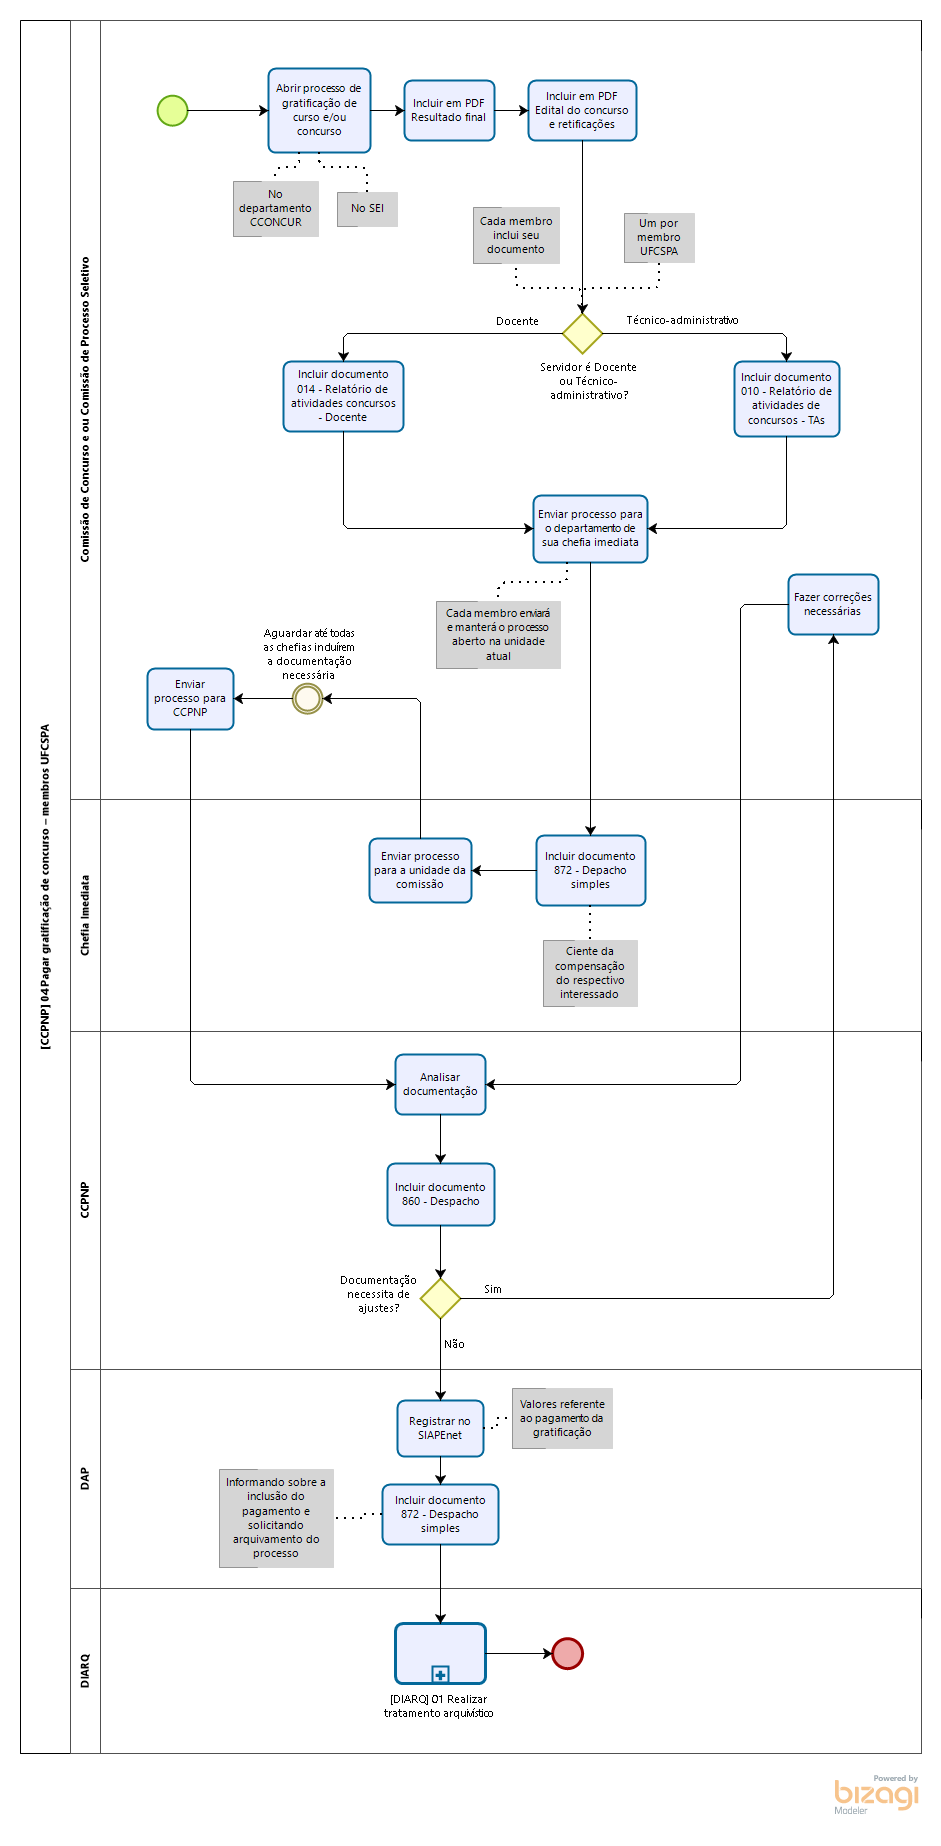 [CCPNP] 04 Pagar gratificação de concurso – membros UFCSPA
Comissão de Concurso e ou Comissão de Processo Seletivo
Abrir processo de
gratificação de
curso e/ou
concurso
Incluir em PDF
Resultado final
Incluir em PDF
Edital do concurso
e retificações
No
departamento
CCONCUR
No SEI
Cada membro
inclui seu
documento
Um por
membro
UFCSPA
Docente
Técnico-administrativo
Servidor é Docente
ou Técnico-
administrativo?
Incluir documento
014 - Relatório de
atividades concursos
- Docente
Incluir documento
010 - Relatório de
atividades de
concursos - TAs
Enviar processo para
o departamento de
sua chefia imediata
Fazer correções
necessárias
Cada membro enviará
e manterá o processo
aberto na unidade
atual
Aguardar até todas
as chefias incluírem
a documentação
necessária
Enviar
processo para
CCPNP
Chefia Imediata
Enviar processo
para a unidade da
comissão
Incluir documento
872 - Depacho
simples
Ciente da
compensação
do respectivo
interessado
CCPNP
Analisar
documentação
Incluir documento
860 - Despacho
Documentação
necessita de
ajustes?
Sim
Não
DAP
Registrar no
SIAPEnet
Valores referente
ao pagamento da
gratificação
Informando sobre a
inclusão do
pagamento e
solicitando
arquivamento do
processo
Incluir documento
872 - Despacho
simples
DIARQ
[DIARQ] 01 Realizar
tratamento arquivístico
Powered by
bizagi
Modeler